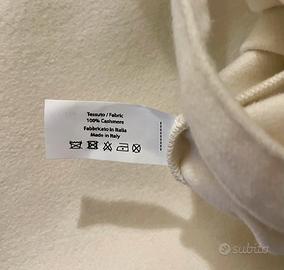 Tessuto / Fabric
100% Cashmere
Fabbricato in Italia
Made in Italy
subito